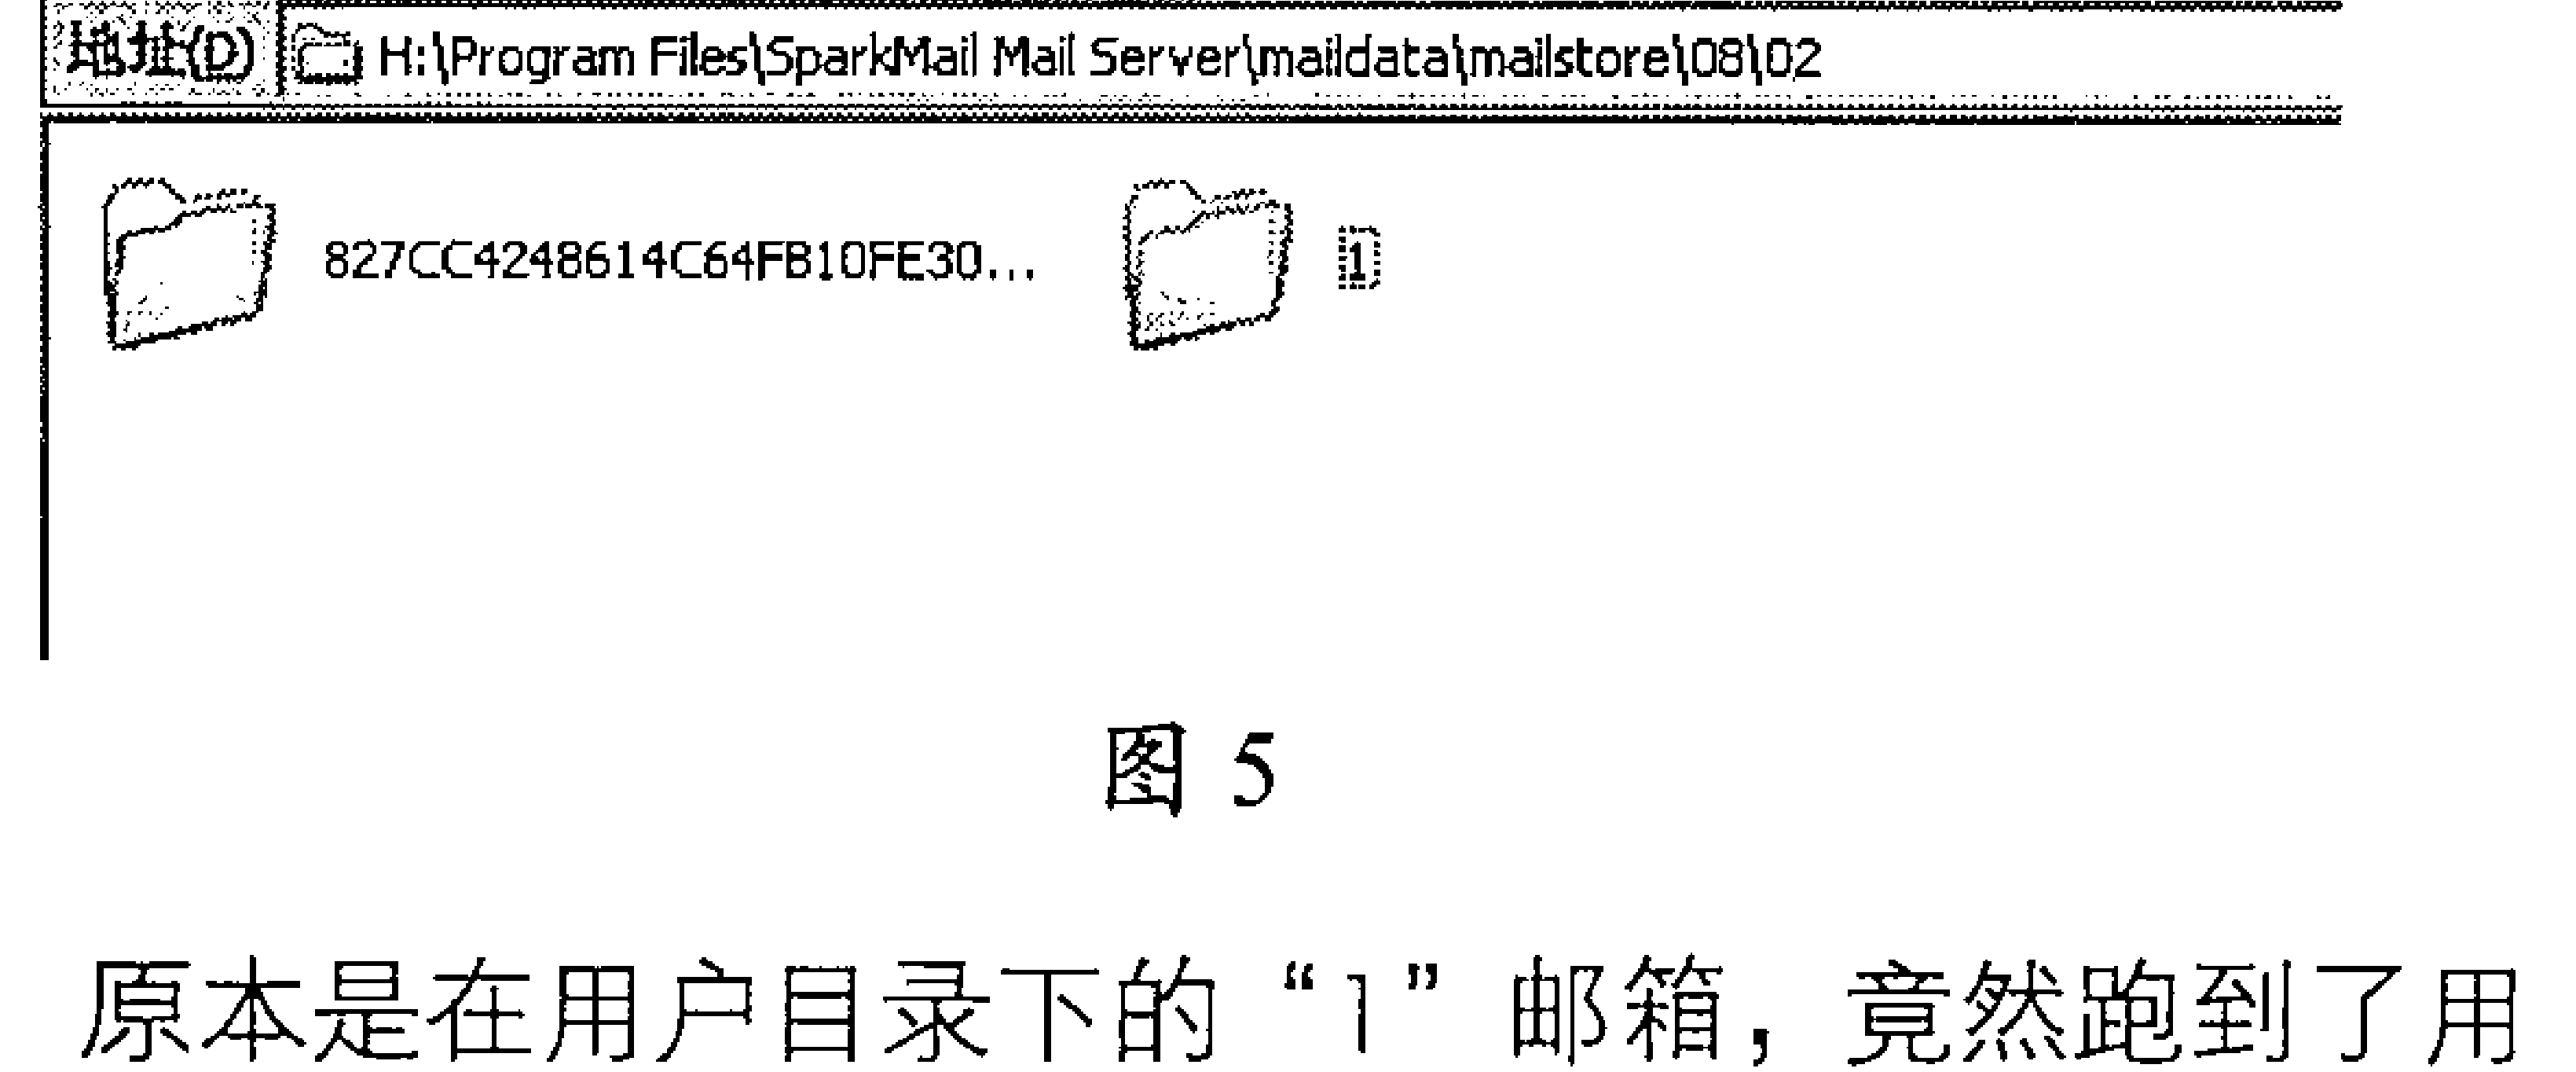 地址(D) H:\Program Files\SparkMail Mail Server\maildata\mailstore\08\02
827CC4248614C64FB10FE30... 1
图 5
原本是在用户目录下的“1”邮箱，竟然跑到了用